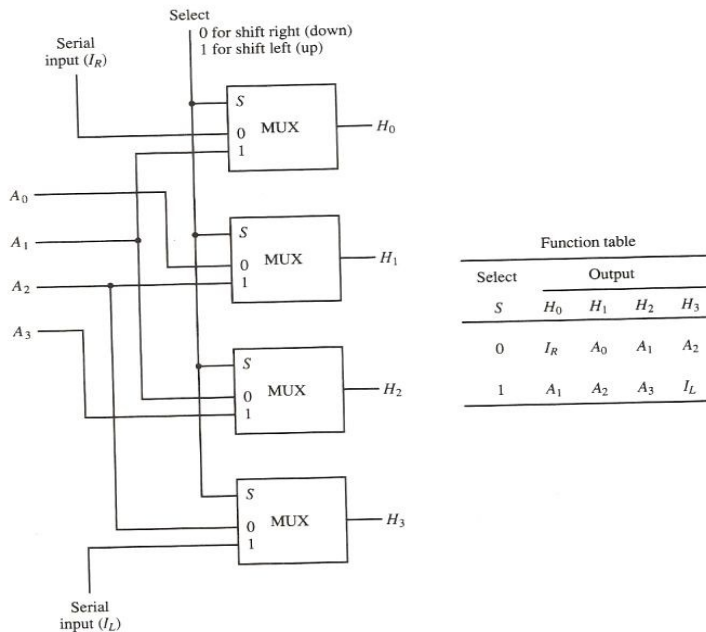 Select
0 for shift right (down)
1 for shift left (up)
Serial
input (I_R)
S
MUX
0
1
H_0
A_0
A_1
A_2
A_3
S
MUX
0
1
H_1
S
MUX
0
1
H_2
S
MUX
0
1
H_3
Serial
input (I_L)
Function table
Select Output
S H_0 H_1 H_2 H_3
0 I_R A_0 A_1 A_2
1 A_1 A_2 A_3 I_L